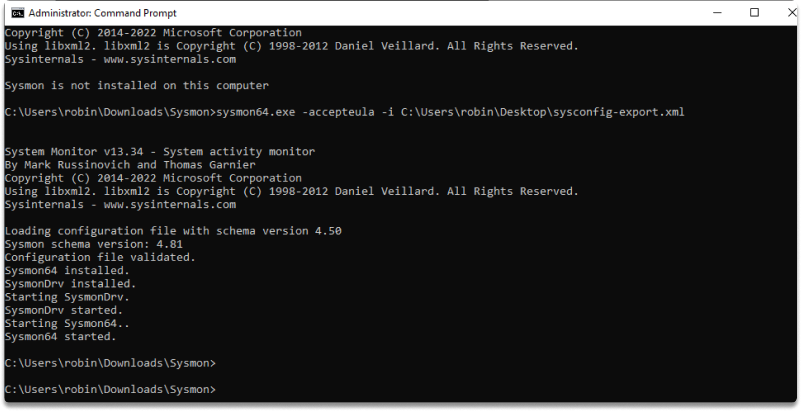 Administrator: Command Prompt
Copyright (C) 2014-2022 Microsoft Corporation
Using libxml2. libxml2 is Copyright (C) 1998-2012 Daniel Veillard. All Rights Reserved.
Sysinternals - www.sysinternals.com
Sysmon is not installed on this computer
C:\Users\robin\Downloads\Sysmon>sysmon64.exe -accepteula -i C:\Users\robin\Desktop\sysconfig-export.xml
System Monitor v13.34 - System activity monitor
By Mark Russinovich and Thomas Garnier
Copyright (C) 2014-2022 Microsoft Corporation
Using libxml2. libxml2 is Copyright (C) 1998-2012 Daniel Veillard. All Rights Reserved.
Sysinternals - www.sysinternals.com
Loading configuration file with schema version 4.50
Sysmon schema version: 4.81
Configuration file validated.
Sysmon64 installed.
SysmonDrv installed.
Starting SysmonDrv.
SysmonDrv started.
Starting Sysmon64..
Sysmon64 started.
C:\Users\robin\Downloads\Sysmon>
C:\Users\robin\Downloads\Sysmon>